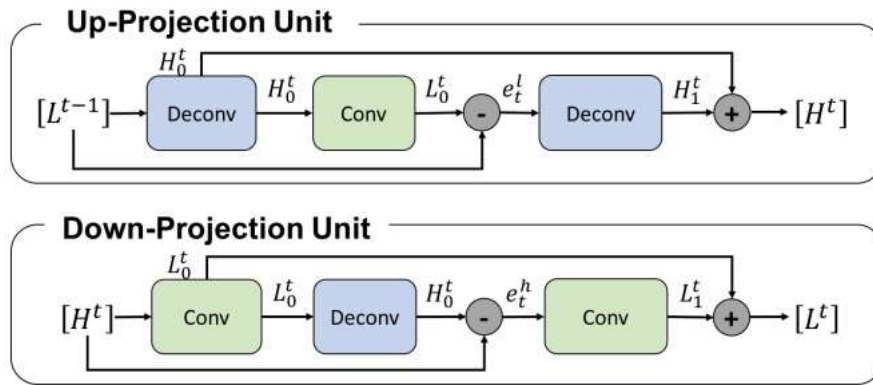 Up-Projection Unit
H_0^t
[L^{t-1}] Deconv H_0^t Conv L_0^t - e_t^l Deconv H_1^t + [H^t]
Down-Projection Unit
L_0^t
[H^t] Conv L_0^t Deconv H_0^t - e_t^h Conv L_1^t + [L^t]